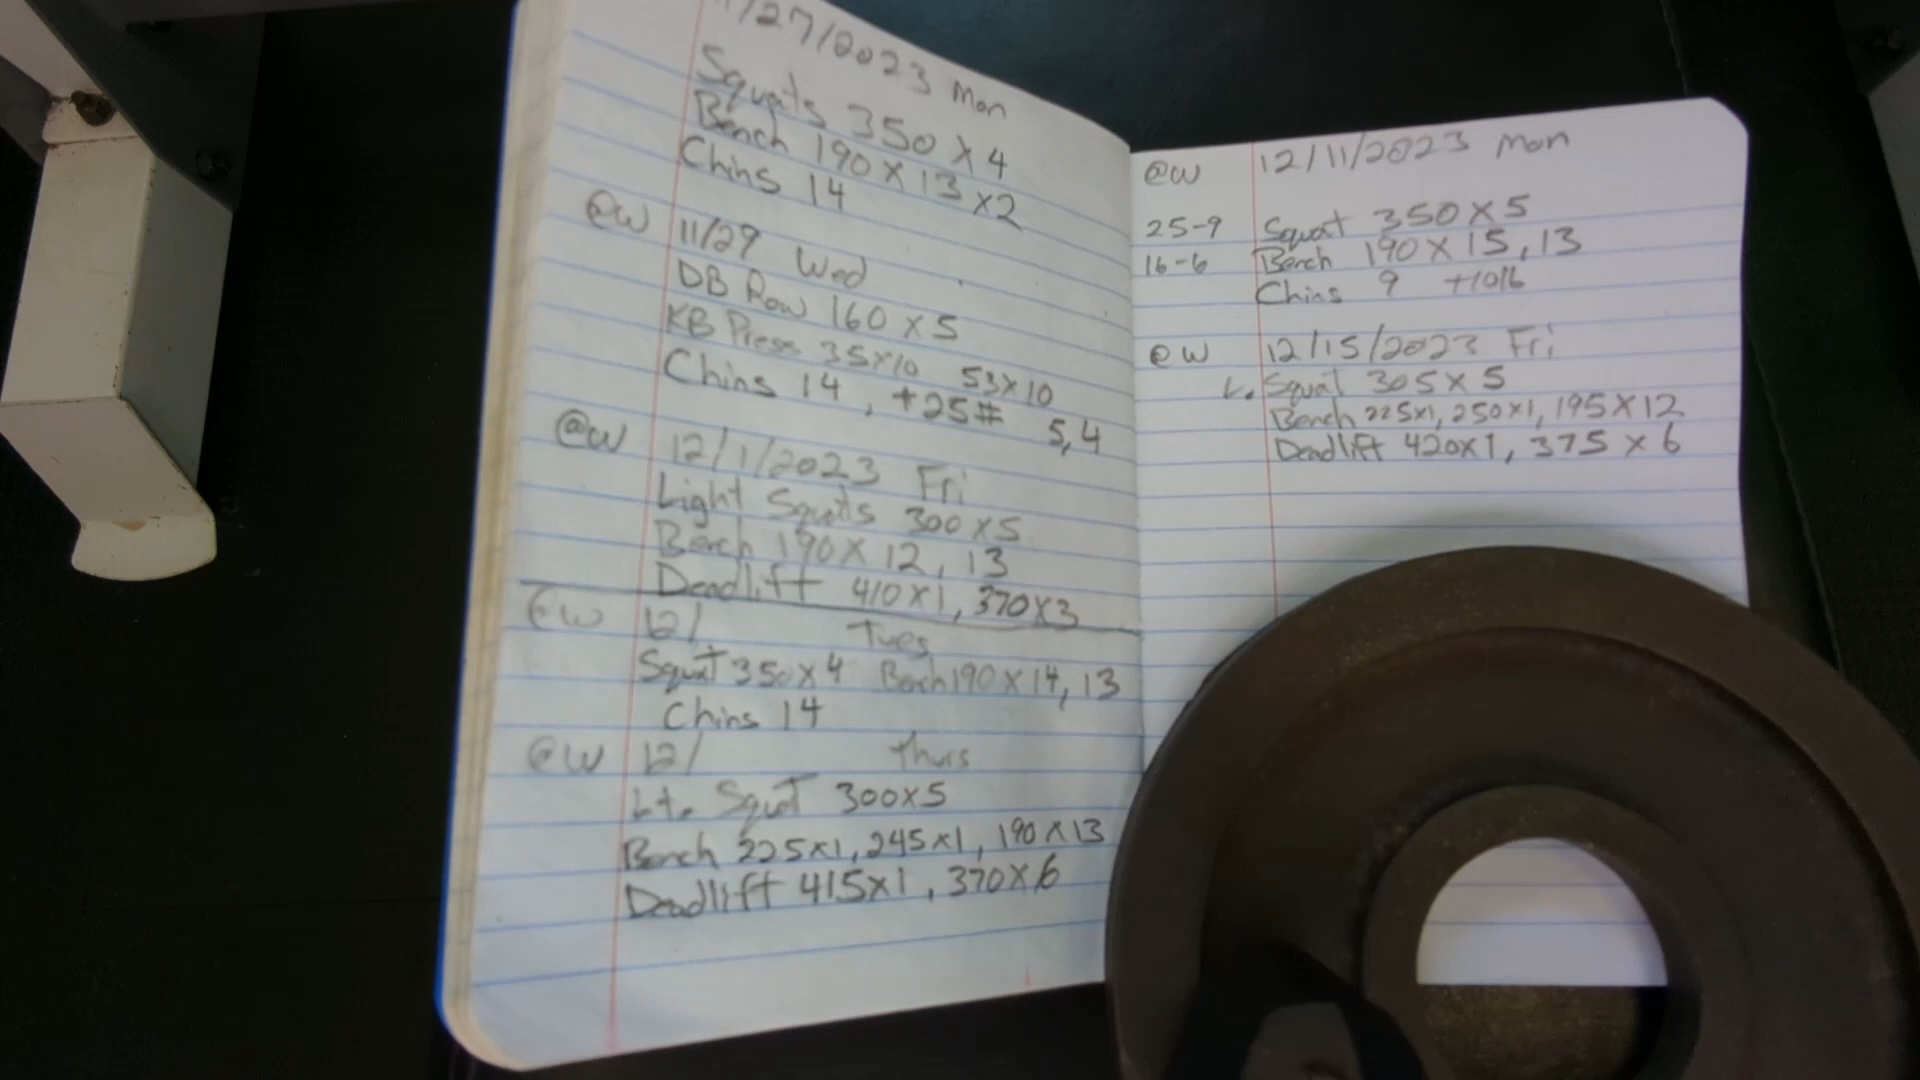 /27/2023 Mon
Squats 350 x 4
Bench 190 x 13 x2
Chins 14
@W 11/29 Wed
DB Row 160 x 5
KB Press 35x10 53x10
Chins 14, +25# 5,4
@W 12/1/2023 Fri
Light Squats 300 x 5
Bench 190 x 12, 13
Deadlift 410x1, 370x3
@W 12/ Tues
Squat 350x4 Bench 190 x 14, 13
Chins 14
@W 12/ Thurs
Lt. Squat 300x5
Bench 225x1, 245x1, 190 x 13
Deadlift 415x1, 370x6
@W 12/11/2023 Mon
25-9 Squat 350 x 5
16-6 Bench 190 x 15, 13
Chins 9 +10lb
@W 12/15/2023 Fri
L. Squat 305 x 5
Bench 225x1, 250x1, 195x12
Deadlift 420x1, 375 x 6